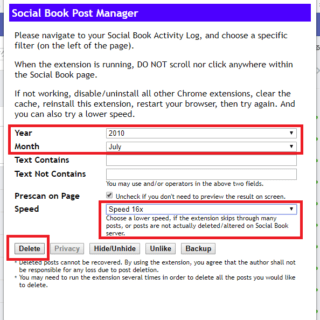 Social Book Post Manager
Please navigate to your Social Book Activity Log, and choose a specific
filter (on the left of the page).
When the extension is running, DO NOT scroll nor click anywhere within
the Social Book page.
If not working, disable/uninstall all other Chrome extensions, clear the
cache, reinstall this extension, restart your browser, then try again. And
you can also try a lower speed.
Year 2010
Month July
Text Contains
Text Not Contains
You may use and/or operators in the above two fields.
Prescan on Page Uncheck if you don't need to preview the result on screen.
Speed Speed 16x
Choose a lower speed, if the extension skips through many
posts, or posts are not actually deleted/altered on Social Book
server.
Delete Privacy Hide/Unhide Unlike Backup
* Deleted posts cannot be recovered. By using the extension, you agree that the author shall not
be responsible for any loss due to post deletion.
* You may need to run the extension several times in order to delete all the posts you would like
to delete.